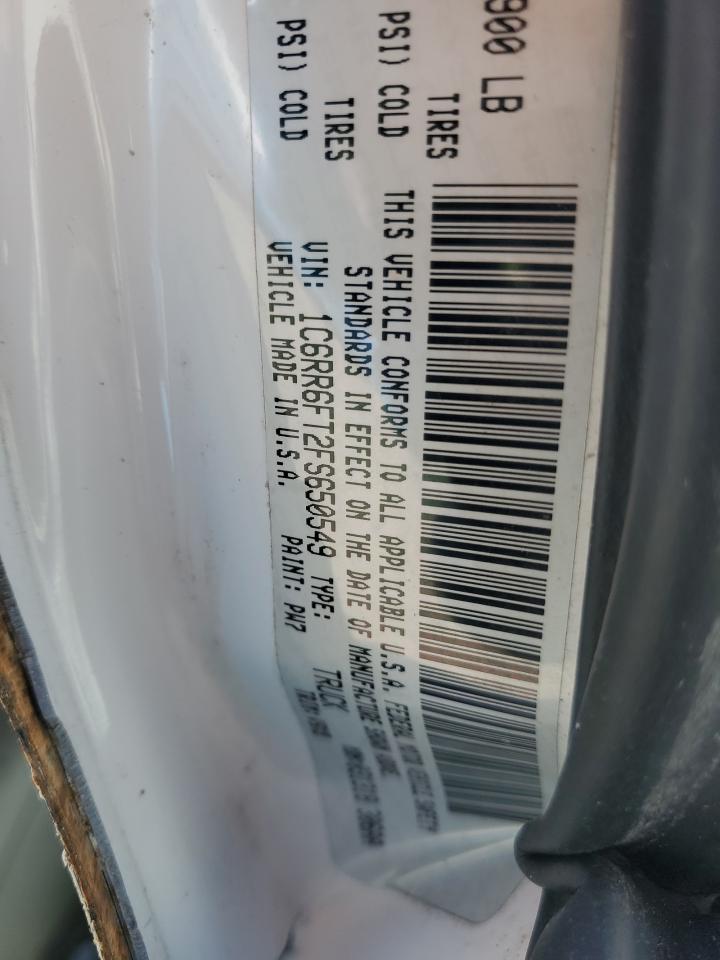 900 LB
TIRES
PSI) COLD
TIRES
PSI) COLD
THIS VEHICLE CONFORMS TO ALL APPLICABLE U.S.A. FEDERAL MOTOR VEHICLE SAFETY
STANDARDS IN EFFECT ON THE DATE OF MANUFACTURE SHOWN ABOVE.
VIN: 1C6RR6FT2FS650549 TYPE: TRUCK
VEHICLE MADE IN U.S.A. PAINT: PW7